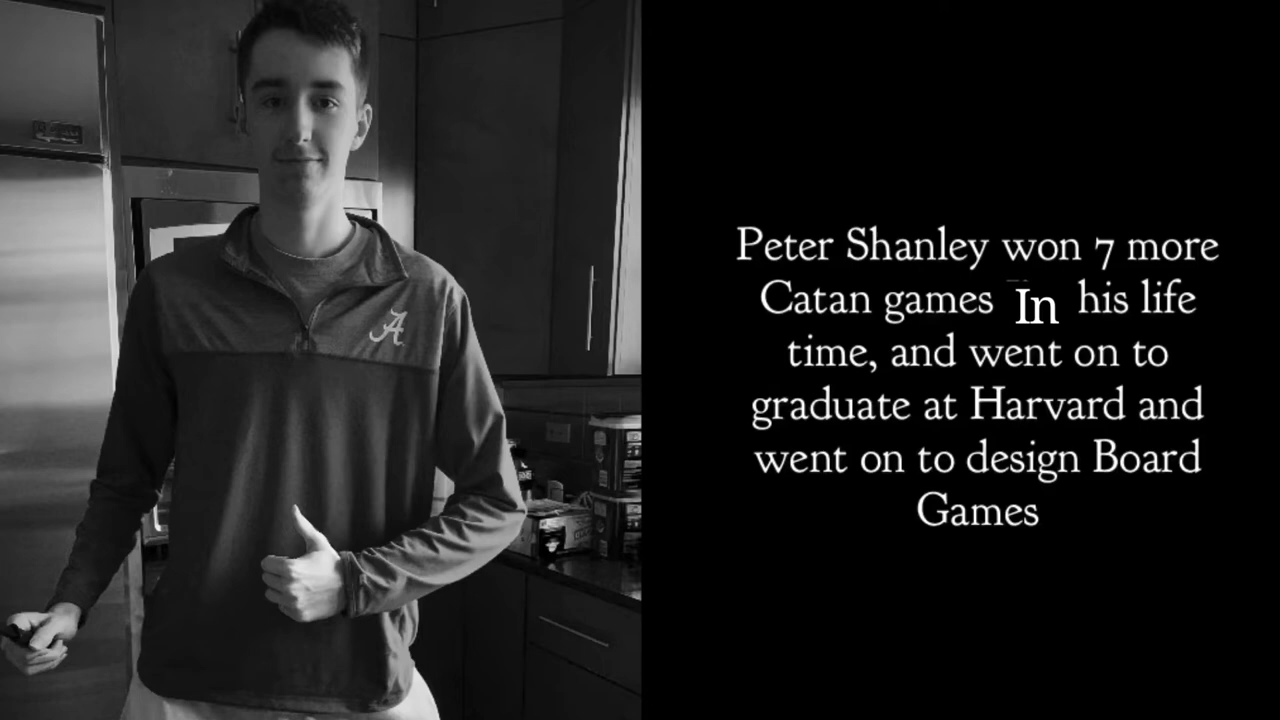 A
Peter Shanley won 7 more
Catan games In his life
time, and went on to
graduate at Harvard and
went on to design Board
Games